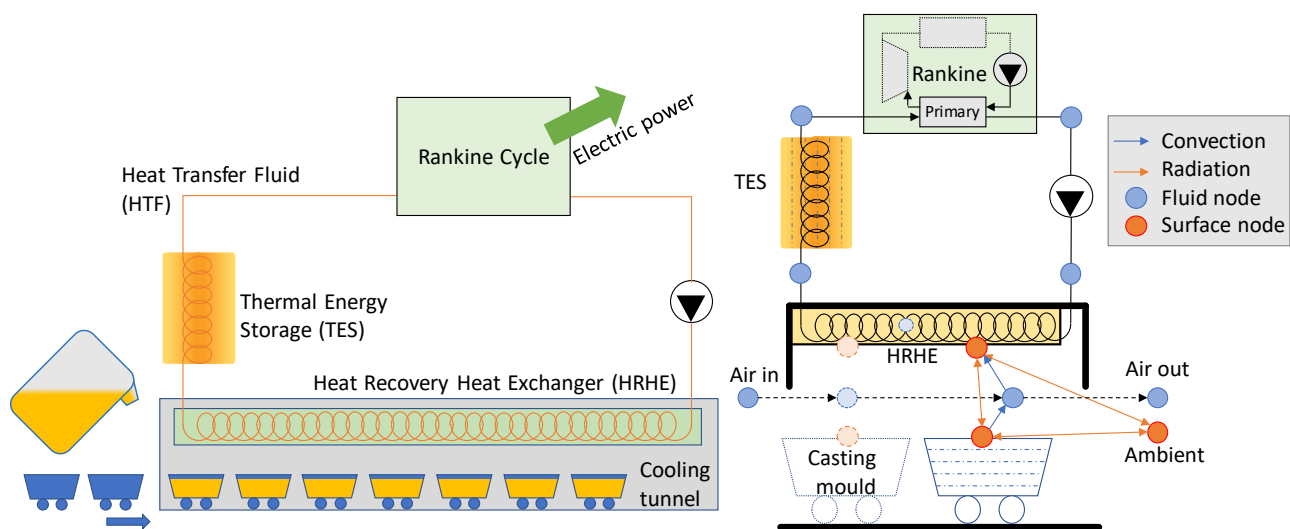 Rankine Cycle
Electric power
Heat Transfer Fluid
(HTF)
Thermal Energy
Storage (TES)
Heat Recovery Heat Exchanger (HRHE)
Cooling
tunnel
Rankine
Primary
TES
HRHE
Air in
Air out
Ambient
Casting
mould
Convection
Radiation
Fluid node
Surface node